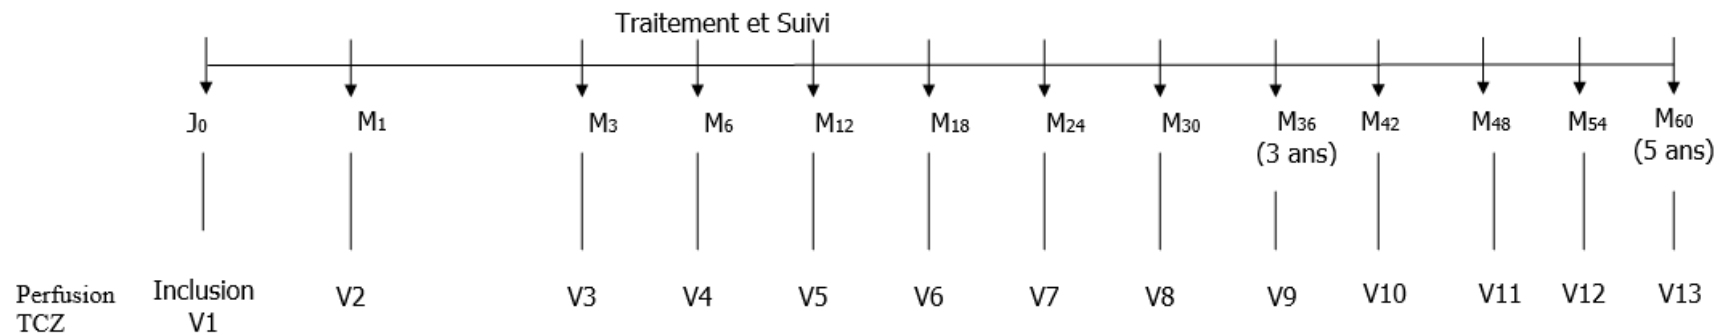 Traitement et Suivi
J0 M1 M3 M6 M12 M18 M24 M30 M36 M42 M48 M54 M60
(3 ans) (5 ans)
Perfusion Inclusion V2 V3 V4 V5 V6 V7 V8 V9 V10 V11 V12 V13
TCZ V1